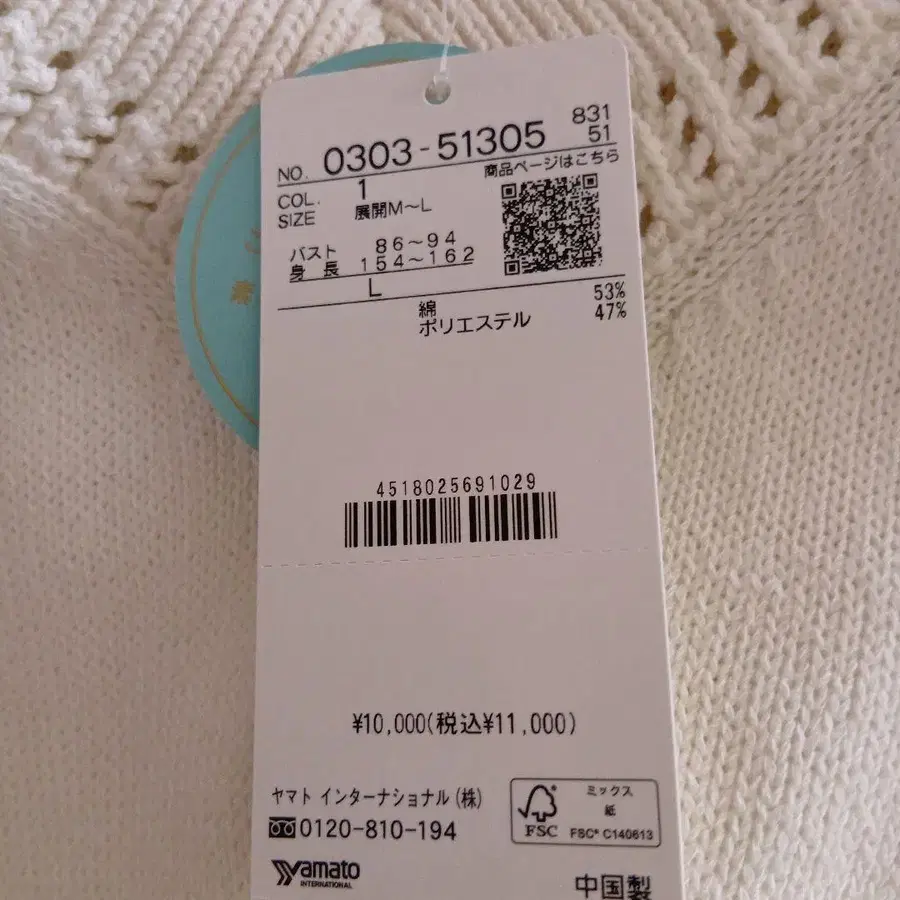 NO. 0303-51305 831
51
COL. 1
SIZE 展開M〜L
商品ページはこちら
バスト 86〜94
身長 154〜162
L
綿 53%
ポリエステル 47%
4518025691029
¥10,000(税込¥11,000)
ヤマト インターナショナル(株)
0120-810-194
yamato
INTERNATIONAL
FSC
ミックス
紙
FSC® C140613
中国製